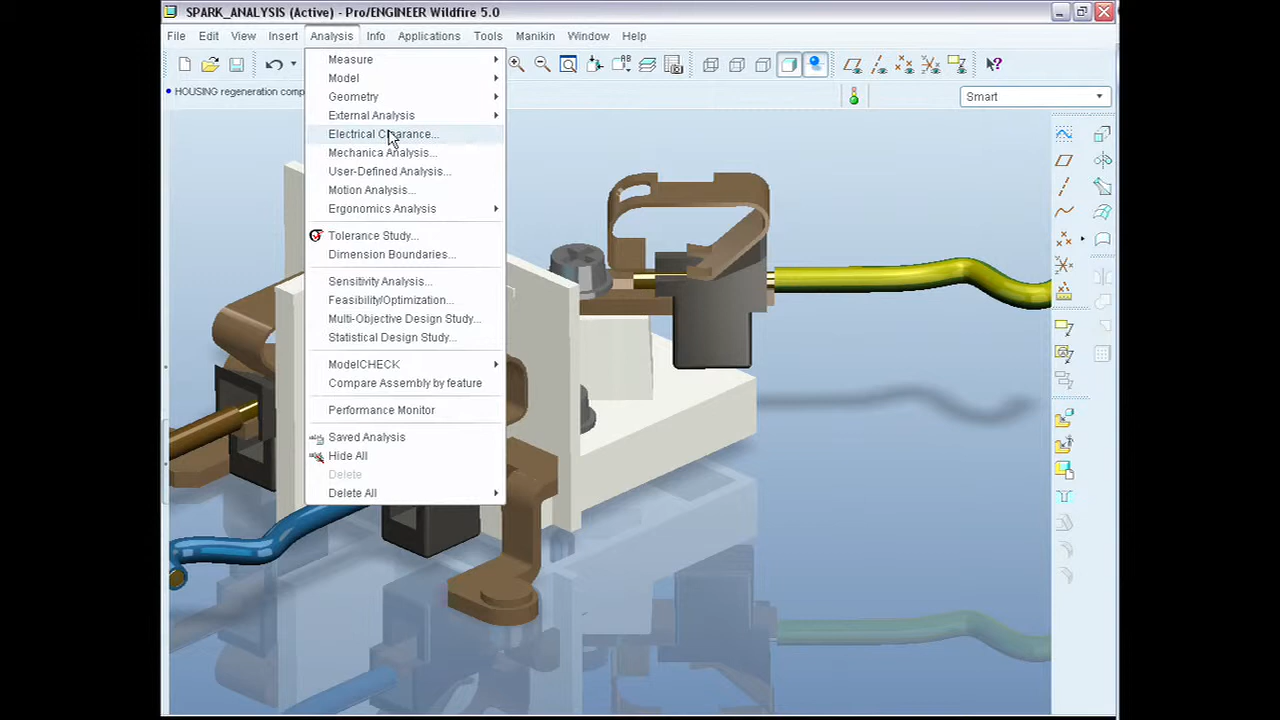 SPARK_ANALYSIS (Active) - Pro/ENGINEER Wildfire 5.0
File Edit View Insert Analysis Info Applications Tools Manikin Window Help
HOUSING regeneration comp
Smart
Measure
Model
Geometry
External Analysis
Electrical Clearance...
Mechanica Analysis...
User-Defined Analysis...
Motion Analysis...
Ergonomics Analysis
Tolerance Study...
Dimension Boundaries...
Sensitivity Analysis...
Feasibility/Optimization...
Multi-Objective Design Study...
Statistical Design Study...
ModelCHECK
Compare Assembly by feature
Performance Monitor
Saved Analysis
Hide All
Delete
Delete All